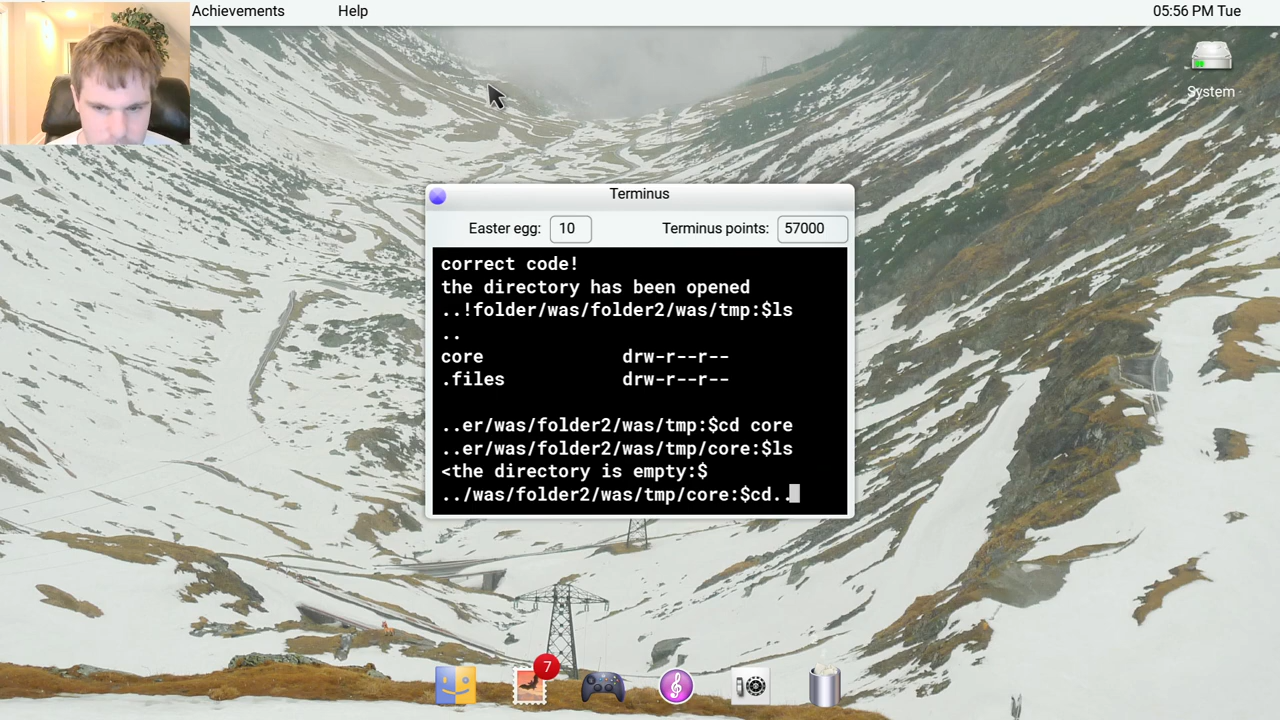 Achievements Help 05:56 PM Tue
System
Terminus
Easter egg: 10 Terminus points: 57000
correct code!
the directory has been opened
..!folder/was/folder2/was/tmp:$ls
..
core drw-r--r--
.files drw-r--r--
..er/was/folder2/was/tmp:$cd core
..er/was/folder2/was/tmp/core:$ls
<the directory is empty:$
../was/folder2/was/tmp/core:$cd..
7